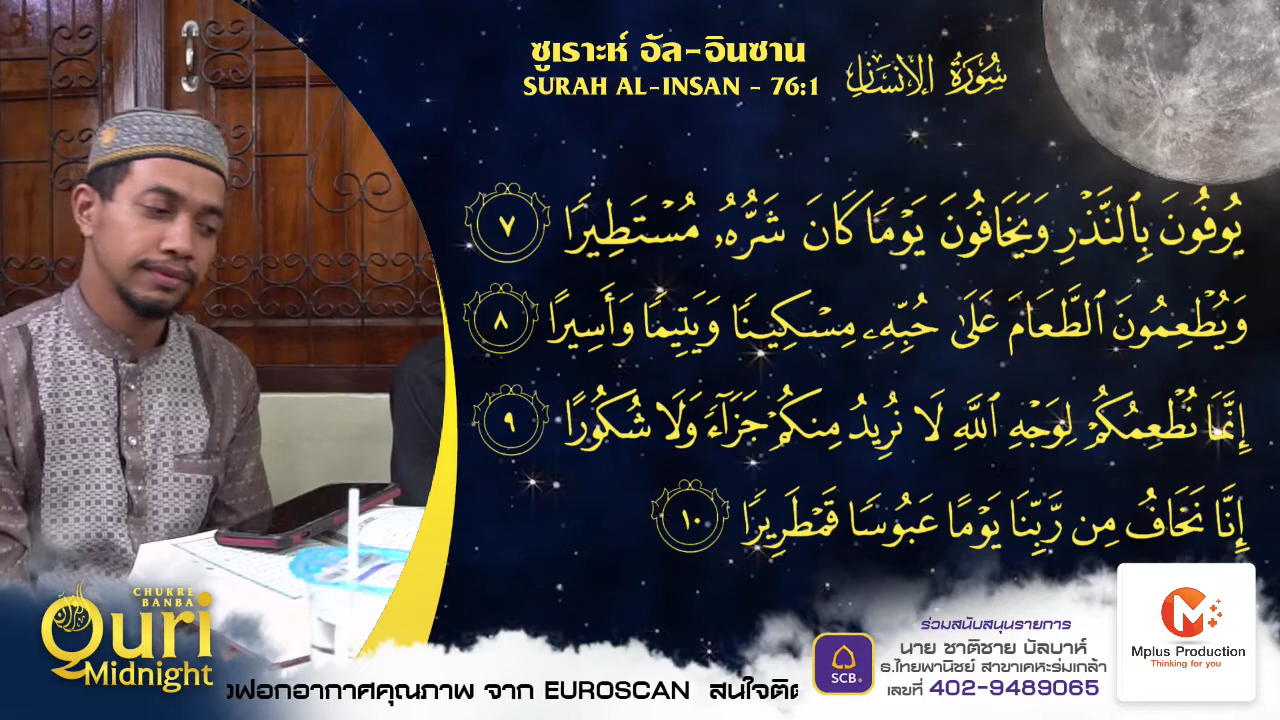 ซูเราะห์ อัล-อินซาน
SURAH AL-INSAN - 76:1
سُورَةُ الإِنسَانِ
يُوفُونَ بِٱلنَّذۡرِ وَيَخَافُونَ يَوۡمٗا كَانَ شَرُّهُۥ مُسۡتَطِيرٗا ٧
وَيُطۡعِمُونَ ٱلطَّعَامَ عَلَىٰ حُبِّهِۦ مِسۡكِينٗا وَيَتِيمٗا وَأَسِيرًا ٨
إِنَّمَا نُطۡعِمُكُمۡ لِوَجۡهِ ٱللَّهِ لَا نُرِيدُ مِنكُمۡ جَزَآءٗ وَلَا شُكُورًا ٩
إِنَّا نَخَافُ مِن رَّبِّنَا يَوۡمًا عَبُوسٗا قَمۡطَرِيرٗا ١٠
CHUKRE
BANBA
Quri
Midnight
งฟอกอากาศคุณภาพ จาก EUROSCAN สนใจติด
SCB
ร่วมสนับสนุนรายการ
นาย ชาติชาย บัลบาห์
ธ.ไทยพานิชย์ สาขาเคหะร่มเกล้า
เลขที่ 402-9489065
Mplus Production
Thinking for you